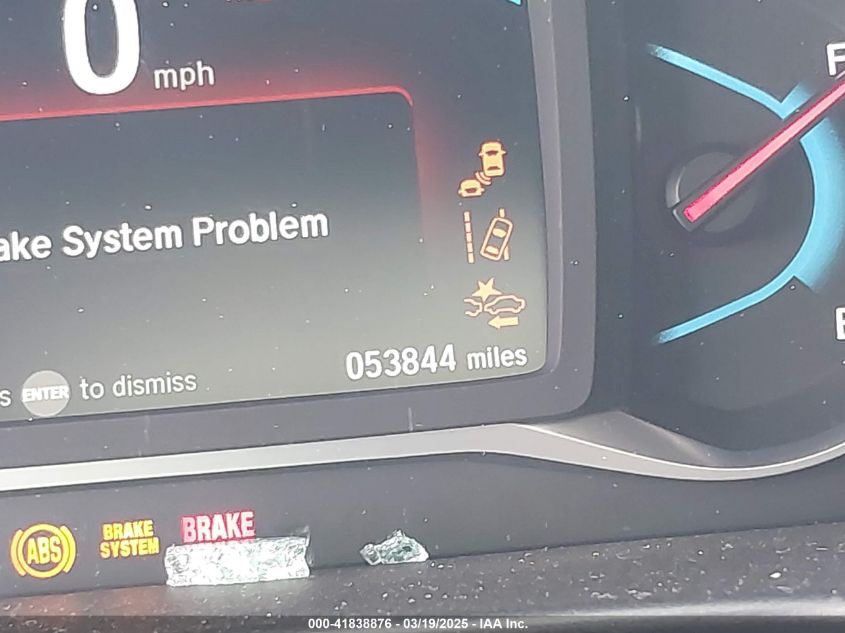 0 mph
ake System Problem
053844 miles
s ENTER to dismiss
F
E
ABS
BRAKE
SYSTEM
BRAKE
000-41838876 - 03/19/2025 - IAA Inc.